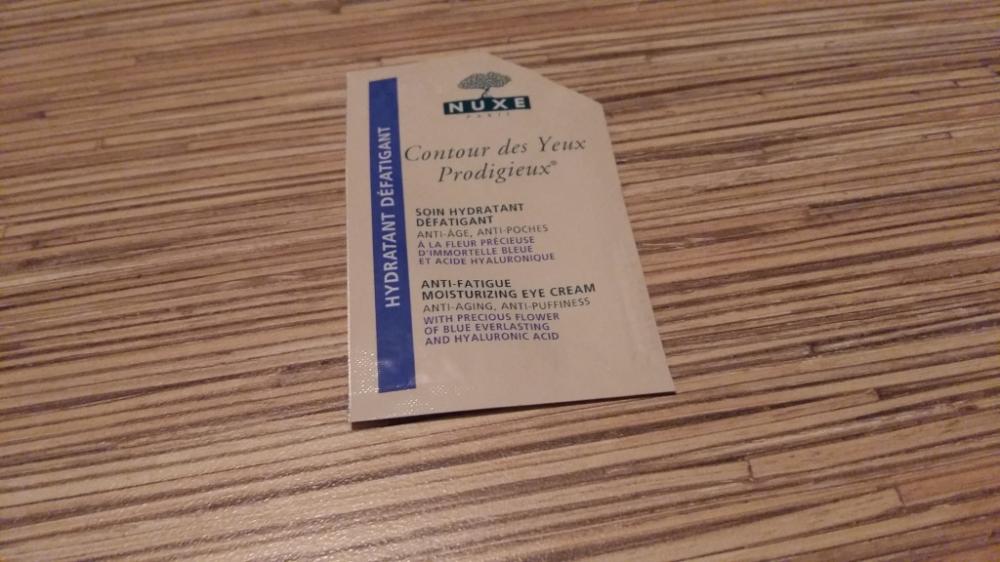 NUXE
PARIS
HYDRATANT DÉFATIGANT
Contour des Yeux
Prodigieux®
SOIN HYDRATANT
DÉFATIGANT
ANTI-ÂGE, ANTI-POCHES
À LA FLEUR PRÉCIEUSE
D'IMMORTELLE BLEUE
ET ACIDE HYALURONIQUE
ANTI-FATIGUE
MOISTURIZING EYE CREAM
ANTI-AGING, ANTI-PUFFINESS
WITH PRECIOUS FLOWER
OF BLUE EVERLASTING
AND HYALURONIC ACID